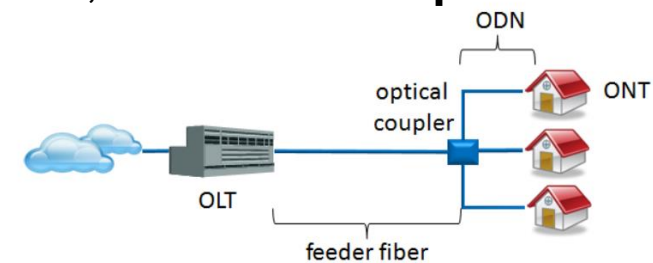 ODN
optical
coupler
ONT
OLT
feeder fiber